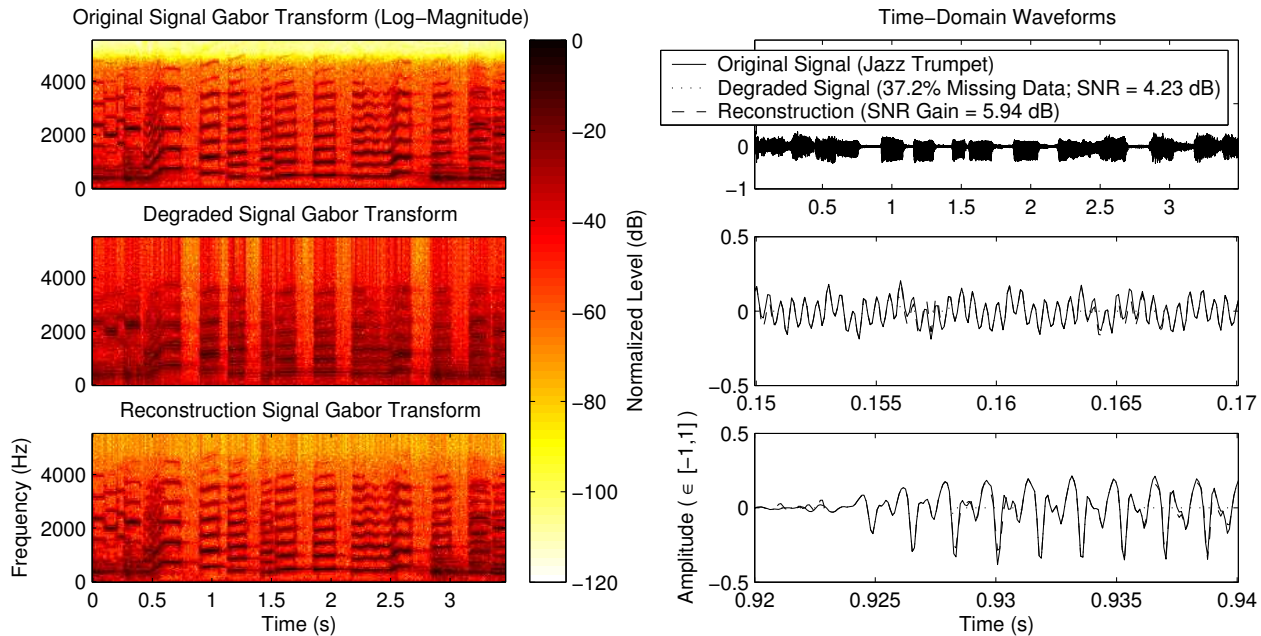 Original Signal Gabor Transform (Log−Magnitude)
4000
2000
0
Degraded Signal Gabor Transform
4000
2000
0
Reconstruction Signal Gabor Transform
4000
2000
0
Frequency (Hz)
0 0.5 1 1.5 2 2.5 3
Time (s)
0
−20
−40
−60
−80
−100
−120
Normalized Level (dB)
Time−Domain Waveforms
Original Signal (Jazz Trumpet)
Degraded Signal (37.2% Missing Data; SNR = 4.23 dB)
Reconstruction (SNR Gain = 5.94 dB)
0
−1
0.5 1 1.5 2 2.5 3
0.5
0
−0.5
0.15 0.155 0.16 0.165 0.17
0.5
0
−0.5
0.92 0.925 0.93 0.935 0.94
Amplitude ( ∈ [−1,1] )
Time (s)